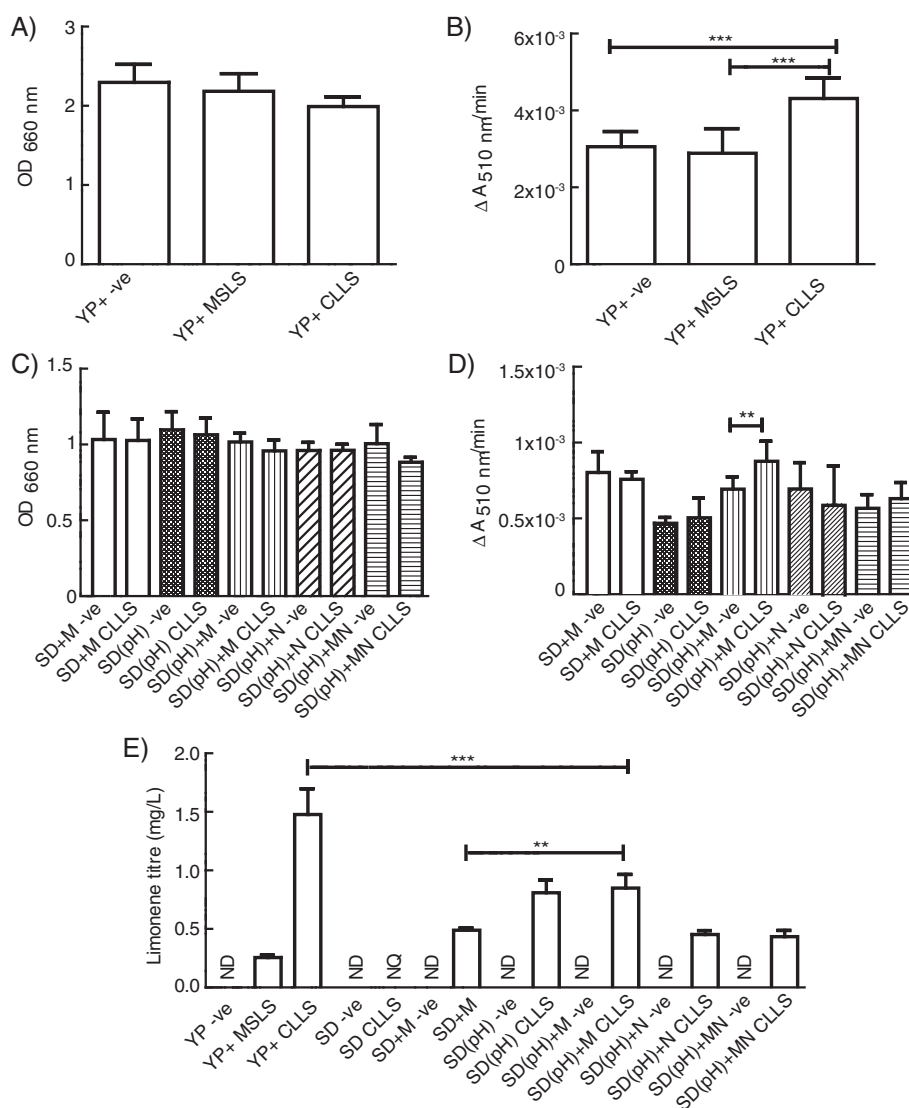 A)
OD 660 nm
3
2
1
0
YP+ -ve
YP+ MSLS
YP+ CLLS
B)
Δ A510 nm/min
6x10-3
4x10-3
2x10-3
0
***
***
YP+ -ve
YP+ MSLS
YP+ CLLS
C)
OD 660 nm
1.5
1
0.5
0
SD+M -ve
SD+M CLLS
SD(pH) -ve
SD(pH) CLLS
SD(pH)+M -ve
SD(pH)+M CLLS
SD(pH)+N -ve
SD(pH)+N CLLS
SD(pH)+MN -ve
SD(pH)+MN CLLS
D)
Δ A510 nm/min
1.5x10-3
1x10-3
0.5x10-3
0
**
SD+M -ve
SD+M CLLS
SD(pH) -ve
SD(pH) CLLS
SD(pH)+M -ve
SD(pH)+M CLLS
SD(pH)+N -ve
SD(pH)+N CLLS
SD(pH)+MN -ve
SD(pH)+MN CLLS
E)
Limonene titre (mg/L)
2.0
1.5
1.0
0.5
0.0
***
**
ND
ND
NQ
ND
ND
ND
ND
ND
YP -ve
YP+ MSLS
YP+ CLLS
SD -ve
SD CLLS
SD+M -ve
SD+M
SD(pH) -ve
SD(pH) CLLS
SD(pH)+M -ve
SD(pH)+M CLLS
SD(pH)+N -ve
SD(pH)+N CLLS
SD(pH)+MN -ve
SD(pH)+MN CLLS